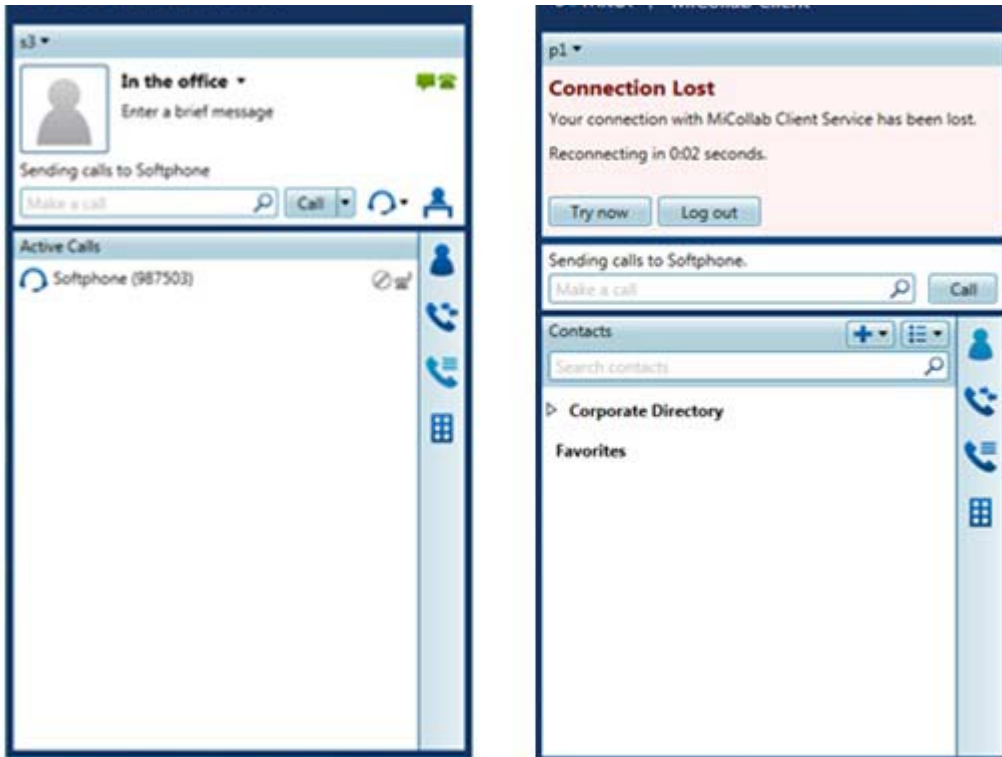 s3
In the office
Enter a brief message
Sending calls to Softphone
Make a call
Call
Active Calls
Softphone (987503)
MiCollab Client
p1
Connection Lost
Your connection with MiCollab Client Service has been lost.
Reconnecting in 0:02 seconds.
Try now
Log out
Sending calls to Softphone.
Make a call
Call
Contacts
Search contacts
Corporate Directory
Favorites